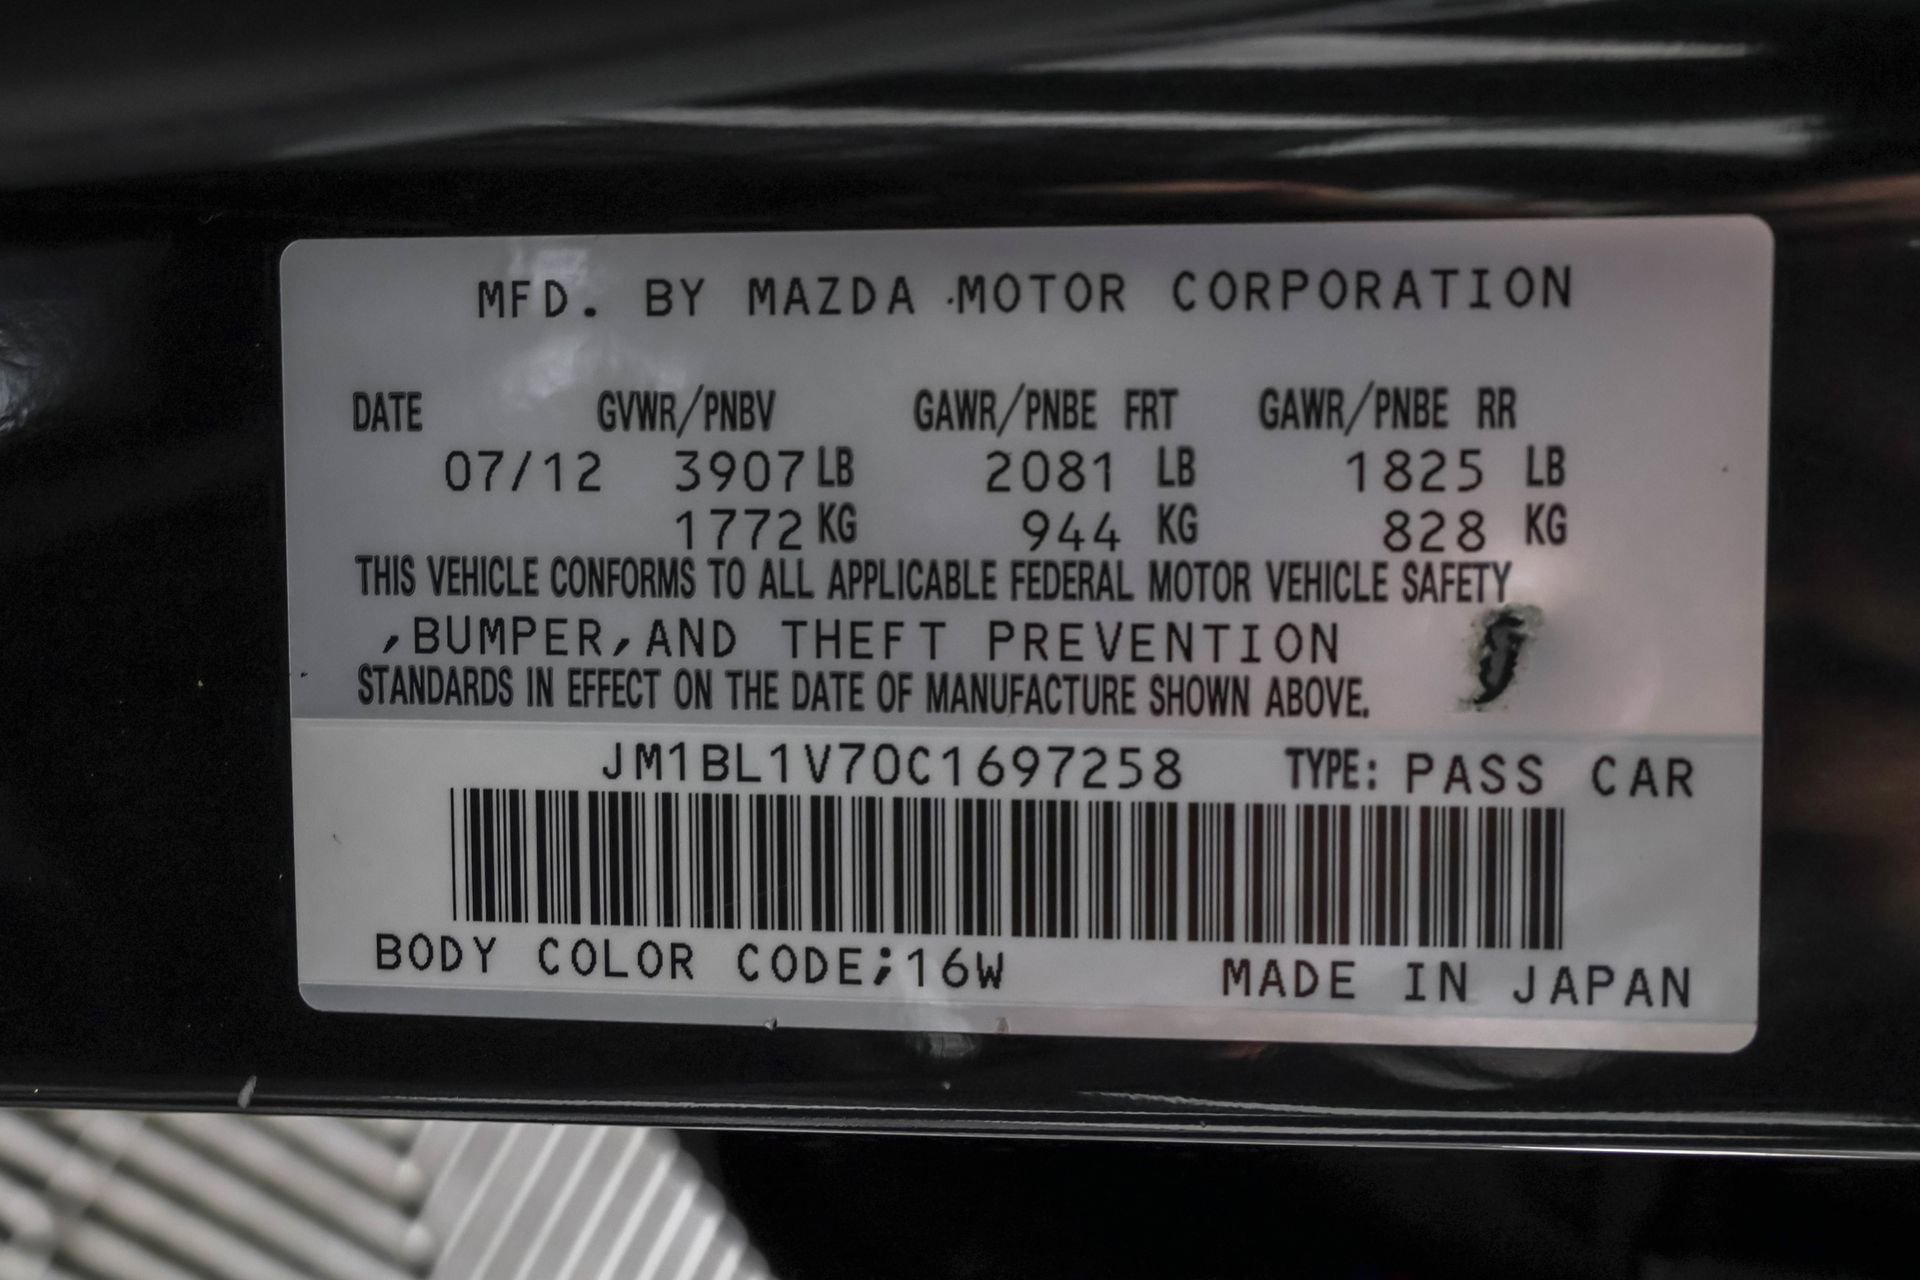 MFD. BY MAZDA MOTOR CORPORATION
DATE GVWR/PNBV GAWR/PNBE FRT GAWR/PNBE RR
07/12 3907 LB 2081 LB 1825 LB
1772 KG 944 KG 828 KG
THIS VEHICLE CONFORMS TO ALL APPLICABLE FEDERAL MOTOR VEHICLE SAFETY
,BUMPER,AND THEFT PREVENTION
STANDARDS IN EFFECT ON THE DATE OF MANUFACTURE SHOWN ABOVE.
JM1BL1V70C1697258 TYPE: PASS CAR
BODY COLOR CODE;16W MADE IN JAPAN